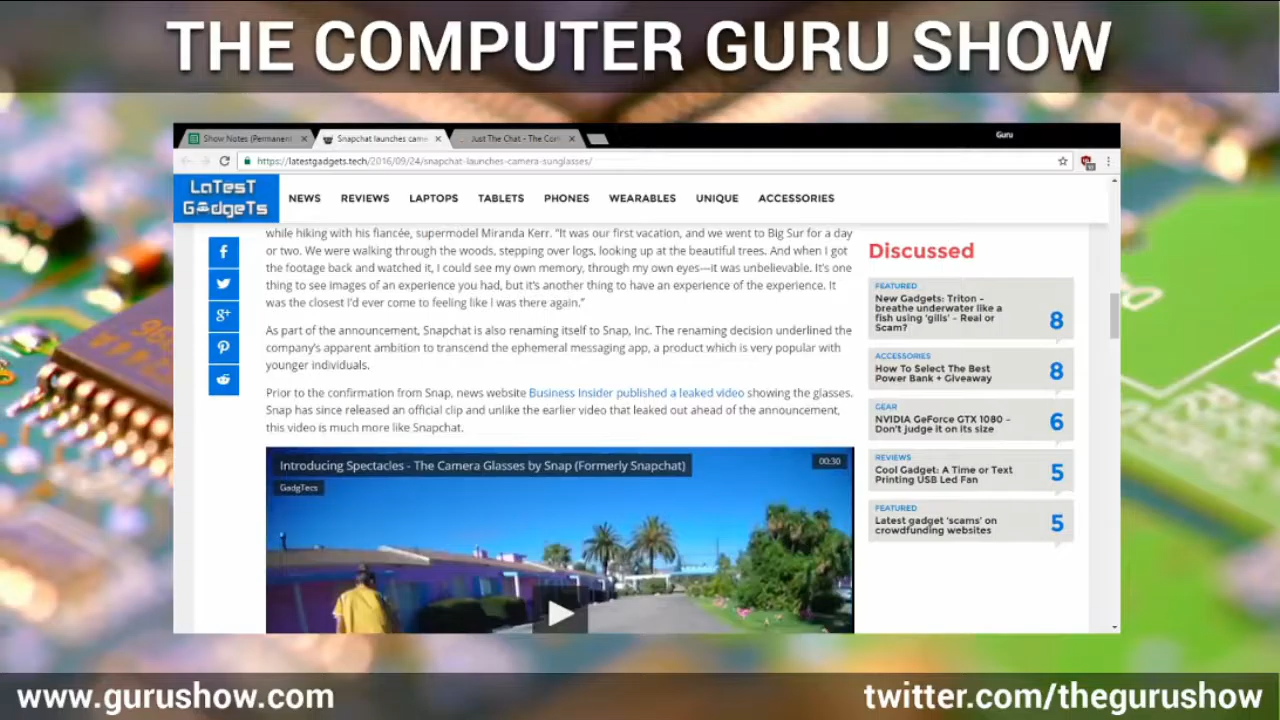 THE COMPUTER GURU SHOW
Show Notes (Permanent
Snapchat launches came
Just The Chat - The Com
Guru
https://latestgadgets.tech/2016/09/24/snapchat-launches-camera-sunglasses/
LaTesT
GadgeTs
NEWS REVIEWS LAPTOPS TABLETS PHONES WEARABLES UNIQUE ACCESSORIES
while hiking with his fiancée, supermodel Miranda Kerr. “It was our first vacation, and we went to Big Sur for a day
or two. We were walking through the woods, stepping over logs, looking up at the beautiful trees. And when I got
the footage back and watched it, I could see my own memory, through my own eyes—it was unbelievable. It’s one
thing to see images of an experience you had, but it’s another thing to have an experience of the experience. It
was the closest I’d ever come to feeling like I was there again.”
As part of the announcement, Snapchat is also renaming itself to Snap, Inc. The renaming decision underlined the
company’s apparent ambition to transcend the ephemeral messaging app, a product which is very popular with
younger individuals.
Prior to the confirmation from Snap, news website Business Insider published a leaked video showing the glasses.
Snap has since released an official clip and unlike the earlier video that leaked out ahead of the announcement,
this video is much more like Snapchat.
Introducing Spectacles - The Camera Glasses by Snap (Formerly Snapchat)
00:30
GadgTecs
Discussed
FEATURED
New Gadgets: Triton –
breathe underwater like a
fish using ‘gills’ – Real or
Scam?
8
ACCESSORIES
How To Select The Best
Power Bank + Giveaway
8
GEAR
NVIDIA GeForce GTX 1080 –
Don’t judge it on its size
6
REVIEWS
Cool Gadget: A Time or Text
Printing USB Led Fan
5
FEATURED
Latest gadget ‘scams’ on
crowdfunding websites
5
www.gurushow.com
twitter.com/thegurushow